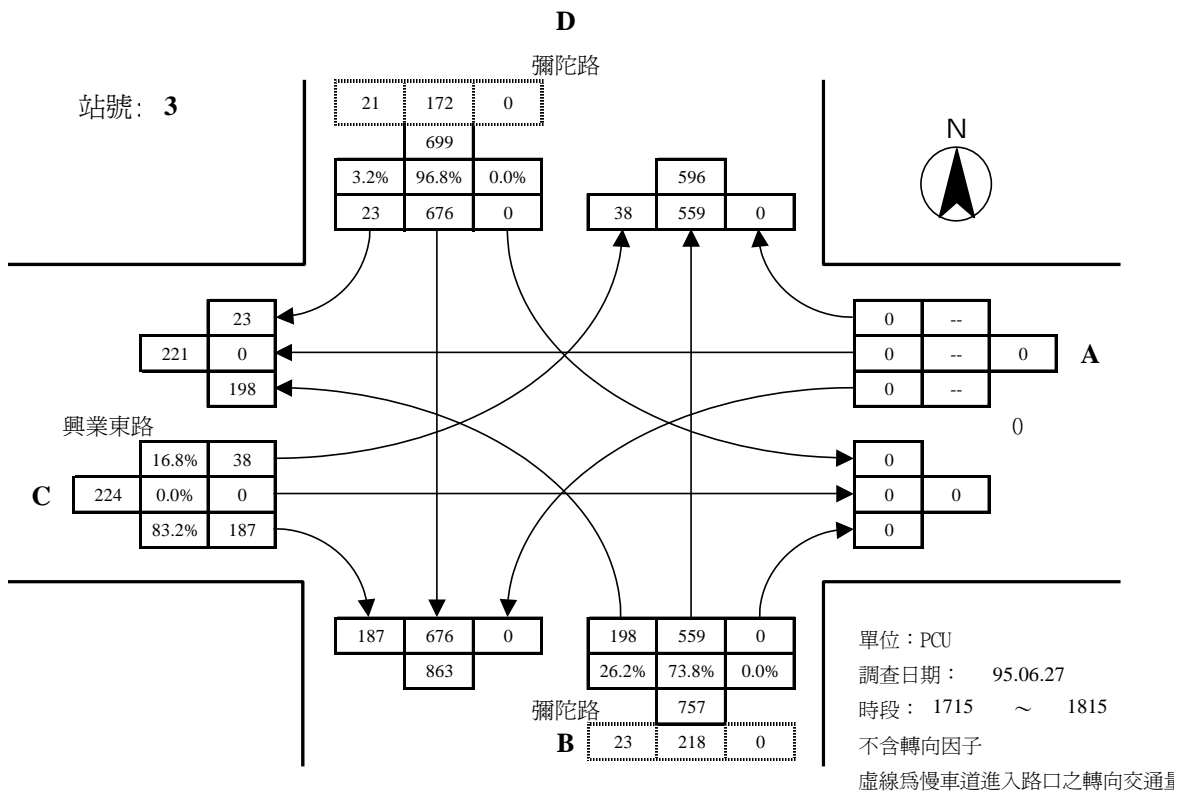 D
彌陀路
站號: 3
21 172 0
699
3.2% 96.8% 0.0%
23 676 0
596
38 559 0
N
23
221 0
198
0 --
0 -- 0
0 --
A
0
興業東路
16.8% 38
C 224 0.0% 0
83.2% 187
0
0 0
0
187 676 0
863
198 559 0
26.2% 73.8% 0.0%
757
彌陀路
B 23 218 0
單位：PCU
調查日期： 95.06.27
時段： 1715 ～ 1815
不含轉向因子
虛線爲慢車道進入路口之轉向交通